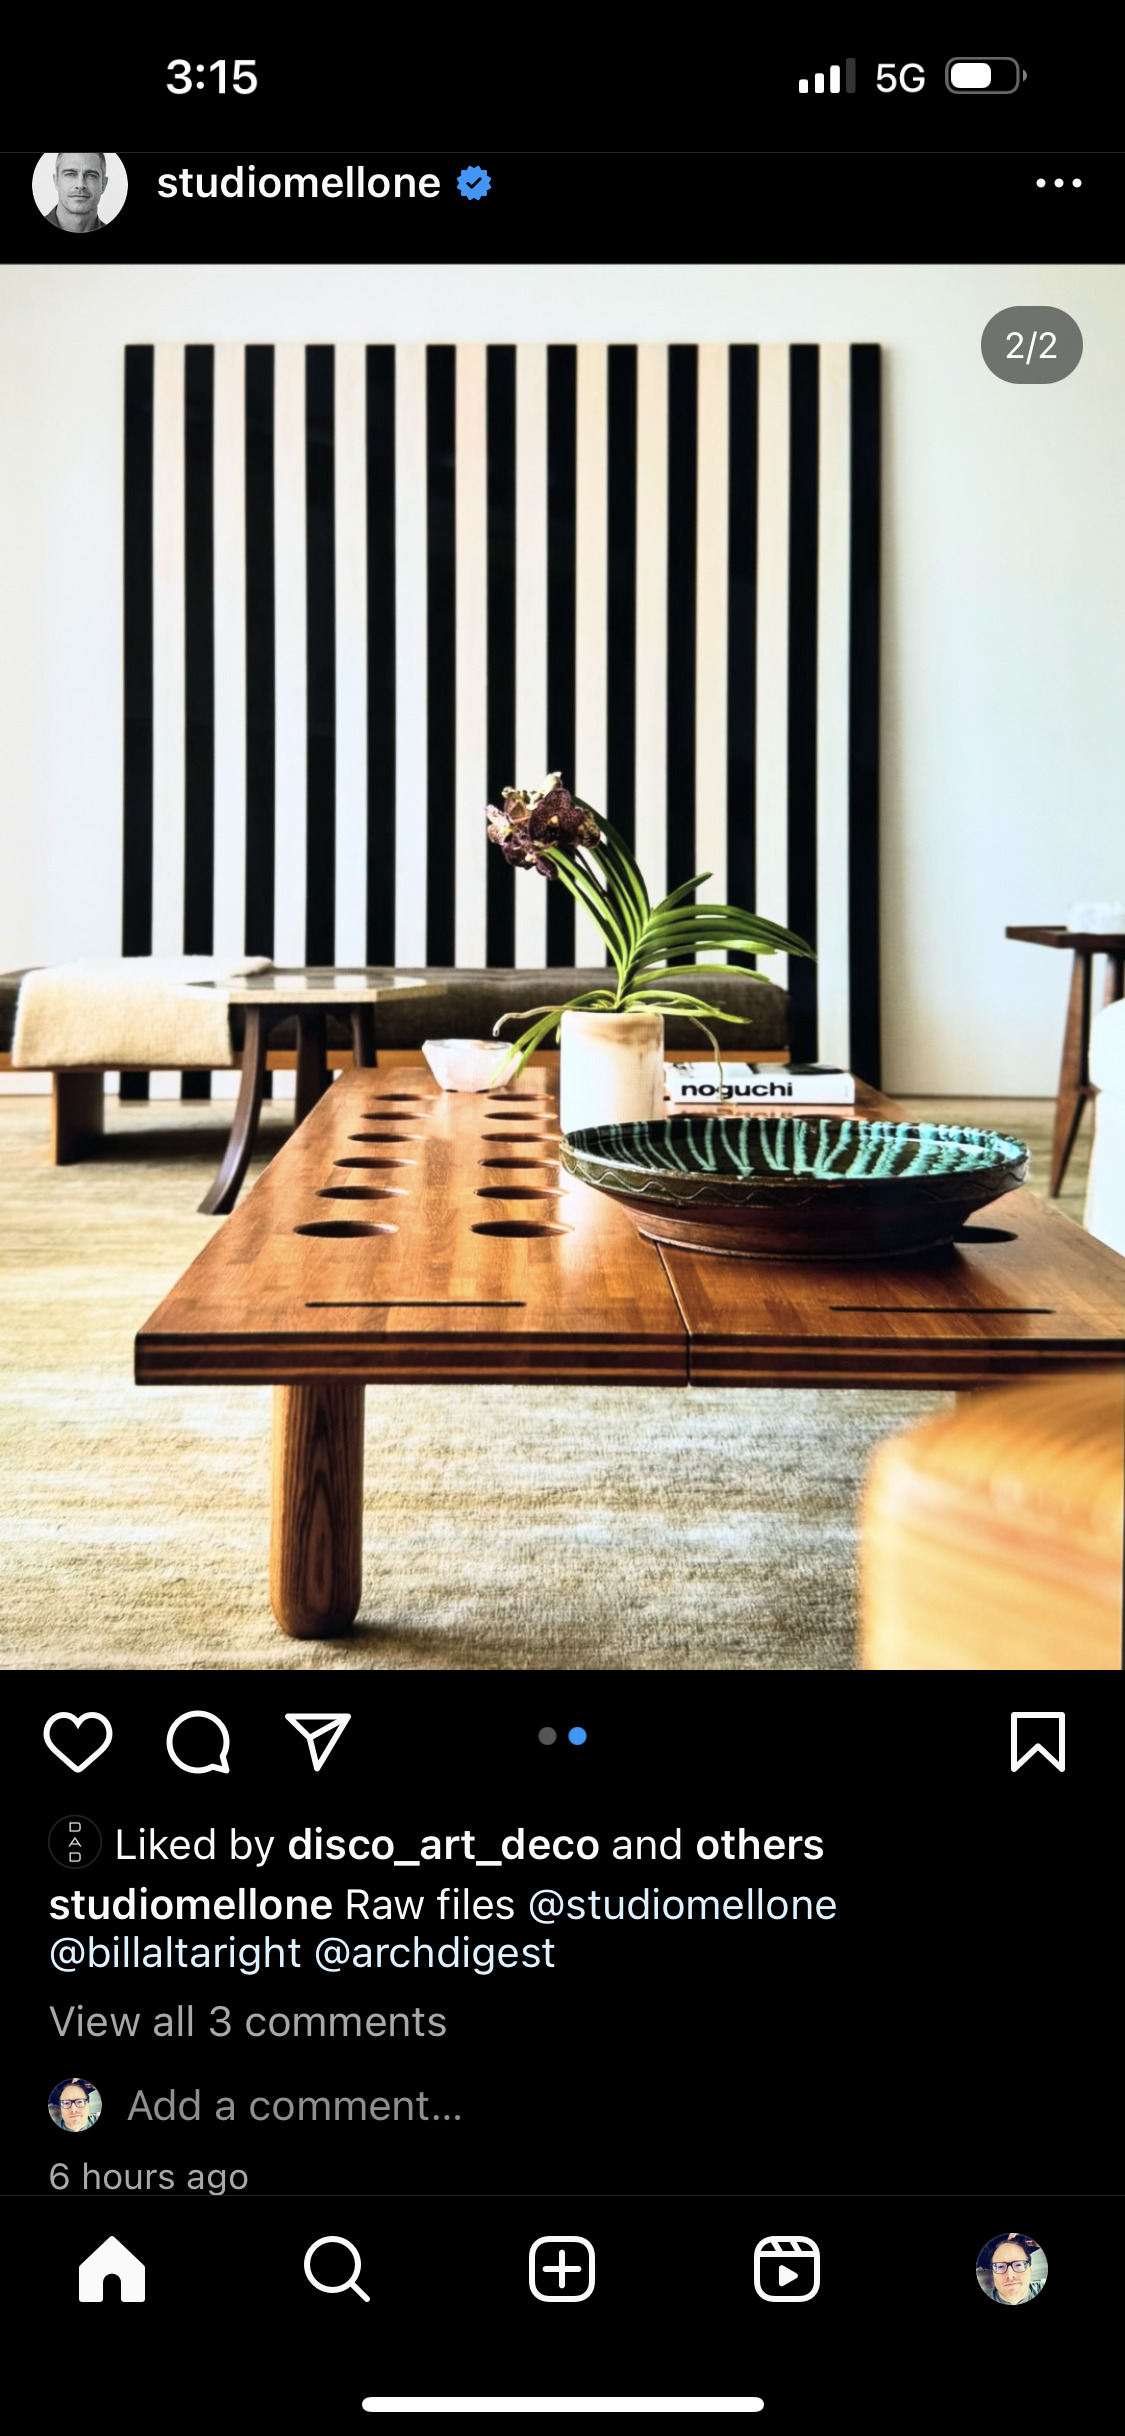 3:15
5G
studiomellone
2/2
noguchi
DAD
Liked by disco_art_deco and others
studiomellone Raw files @studiomellone
@billaltaright @archdigest
View all 3 comments
Add a comment...
6 hours ago